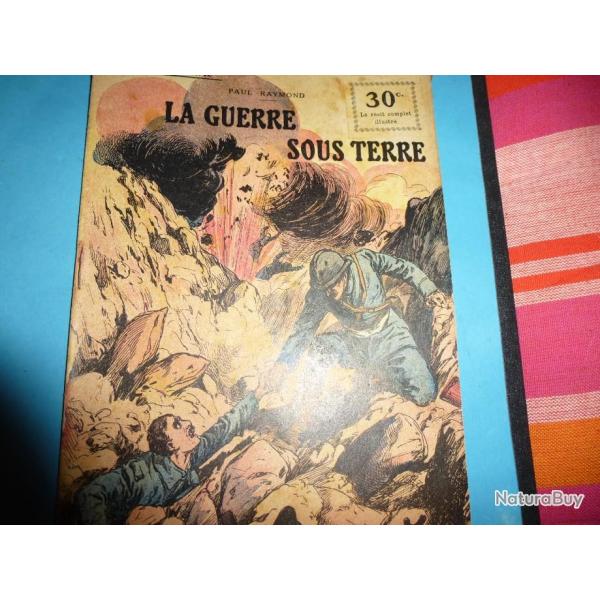 PAUL RAYMOND
LA GUERRE
SOUS TERRE
30c.
Le récit complet
illustré
NaturaBuy